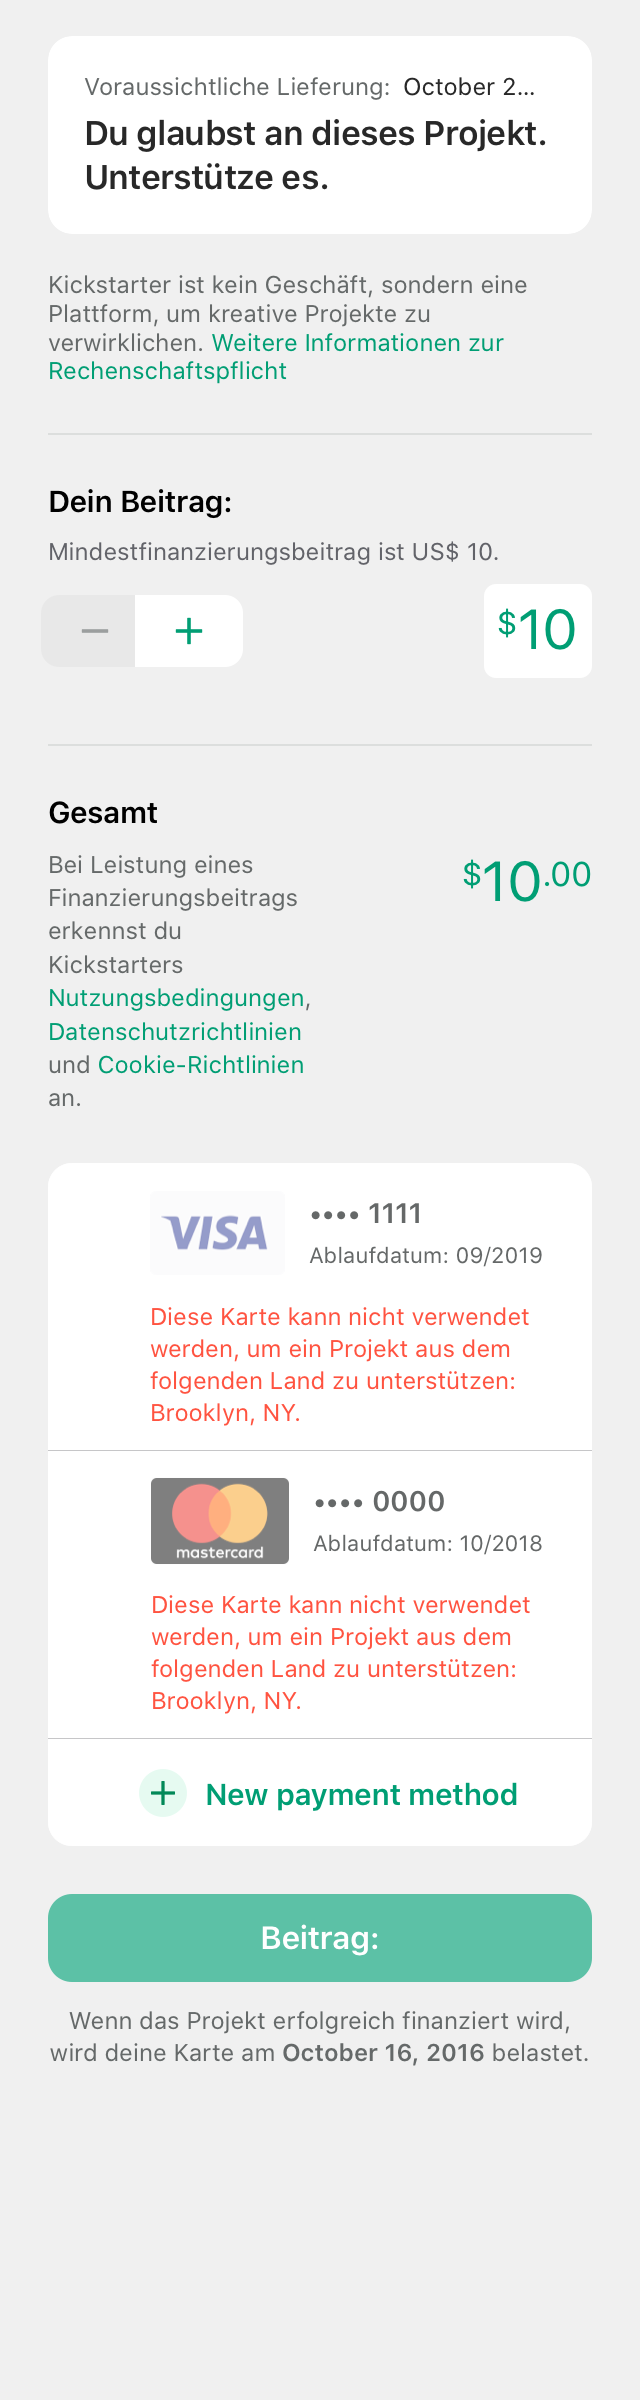 Voraussichtliche Lieferung: October 2...
Du glaubst an dieses Projekt.
Unterstütze es.
Kickstarter ist kein Geschäft, sondern eine
Plattform, um kreative Projekte zu
verwirklichen. Weitere Informationen zur
Rechenschaftspflicht
Dein Beitrag:
Mindestfinanzierungsbeitrag ist US$ 10.
− + $10
Gesamt
Bei Leistung eines
Finanzierungsbeitrags
erkennst du
Kickstarters
Nutzungsbedingungen,
Datenschutzrichtlinien
und Cookie-Richtlinien
an.
$10.00
VISA
•••• 1111
Ablaufdatum: 09/2019
Diese Karte kann nicht verwendet
werden, um ein Projekt aus dem
folgenden Land zu unterstützen:
Brooklyn, NY.
mastercard
•••• 0000
Ablaufdatum: 10/2018
Diese Karte kann nicht verwendet
werden, um ein Projekt aus dem
folgenden Land zu unterstützen:
Brooklyn, NY.
+ New payment method
Beitrag:
Wenn das Projekt erfolgreich finanziert wird,
wird deine Karte am October 16, 2016 belastet.